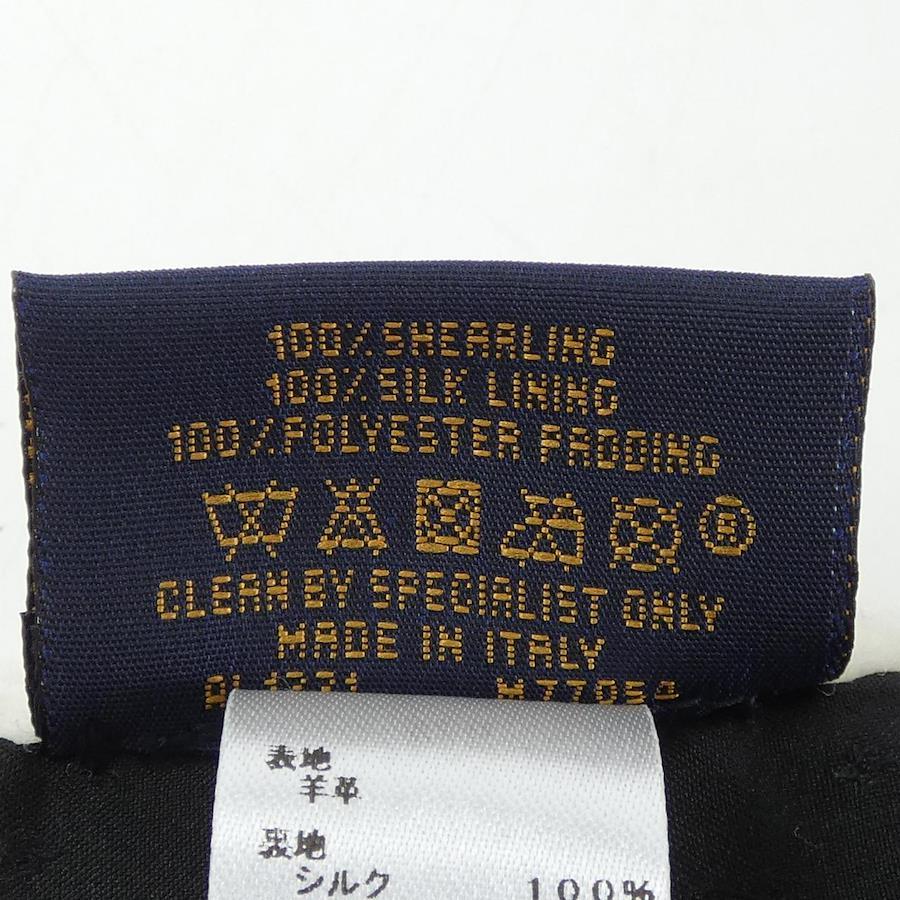 100%SHEARLING
100%SILK LINING
100%POLYESTER PADDING
®
CLEAN BY SPECIALIST ONLY
MADE IN ITALY
表地
羊革
裏地
シルク 100%